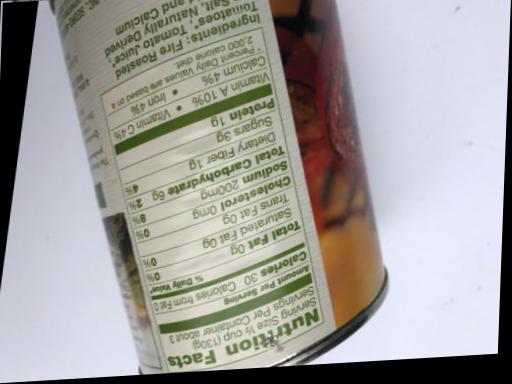 Nutrition Facts
Serving Size ½ cup (130g)
Servings Per Container about 3
Amount Per Serving
Calories 30 Calories from Fat 0
% Daily Value*
Total Fat 0g 0%
Saturated Fat 0g 0%
Trans Fat 0g
Cholesterol 0mg 0%
Sodium 200mg 8%
Total Carbohydrate 6g 2%
Dietary Fiber 1g 4%
Sugars 3g
Protein 1g
Vitamin A 10% • Vitamin C 4%
Calcium 4% • Iron 4%
*Percent Daily Values are based on a
2,000 calorie diet.
Ingredients: Fire Roasted
Tomatoes*, Tomato Juice*,
Salt, Naturally Derived
and Calcium